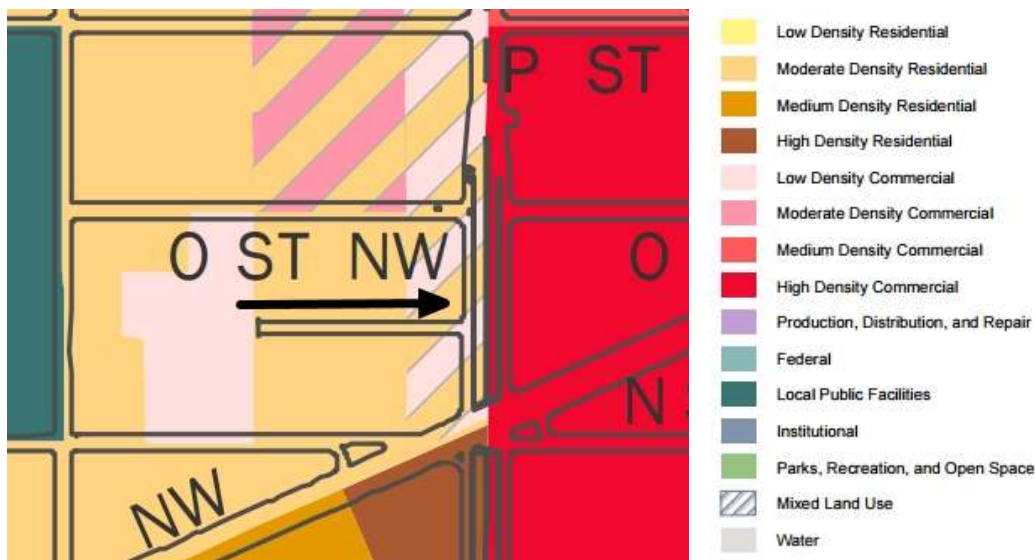 P ST
O ST NW
O
N
NW
Low Density Residential
Moderate Density Residential
Medium Density Residential
High Density Residential
Low Density Commercial
Moderate Density Commercial
Medium Density Commercial
High Density Commercial
Production, Distribution, and Repair
Federal
Local Public Facilities
Institutional
Parks, Recreation, and Open Space
Mixed Land Use
Water